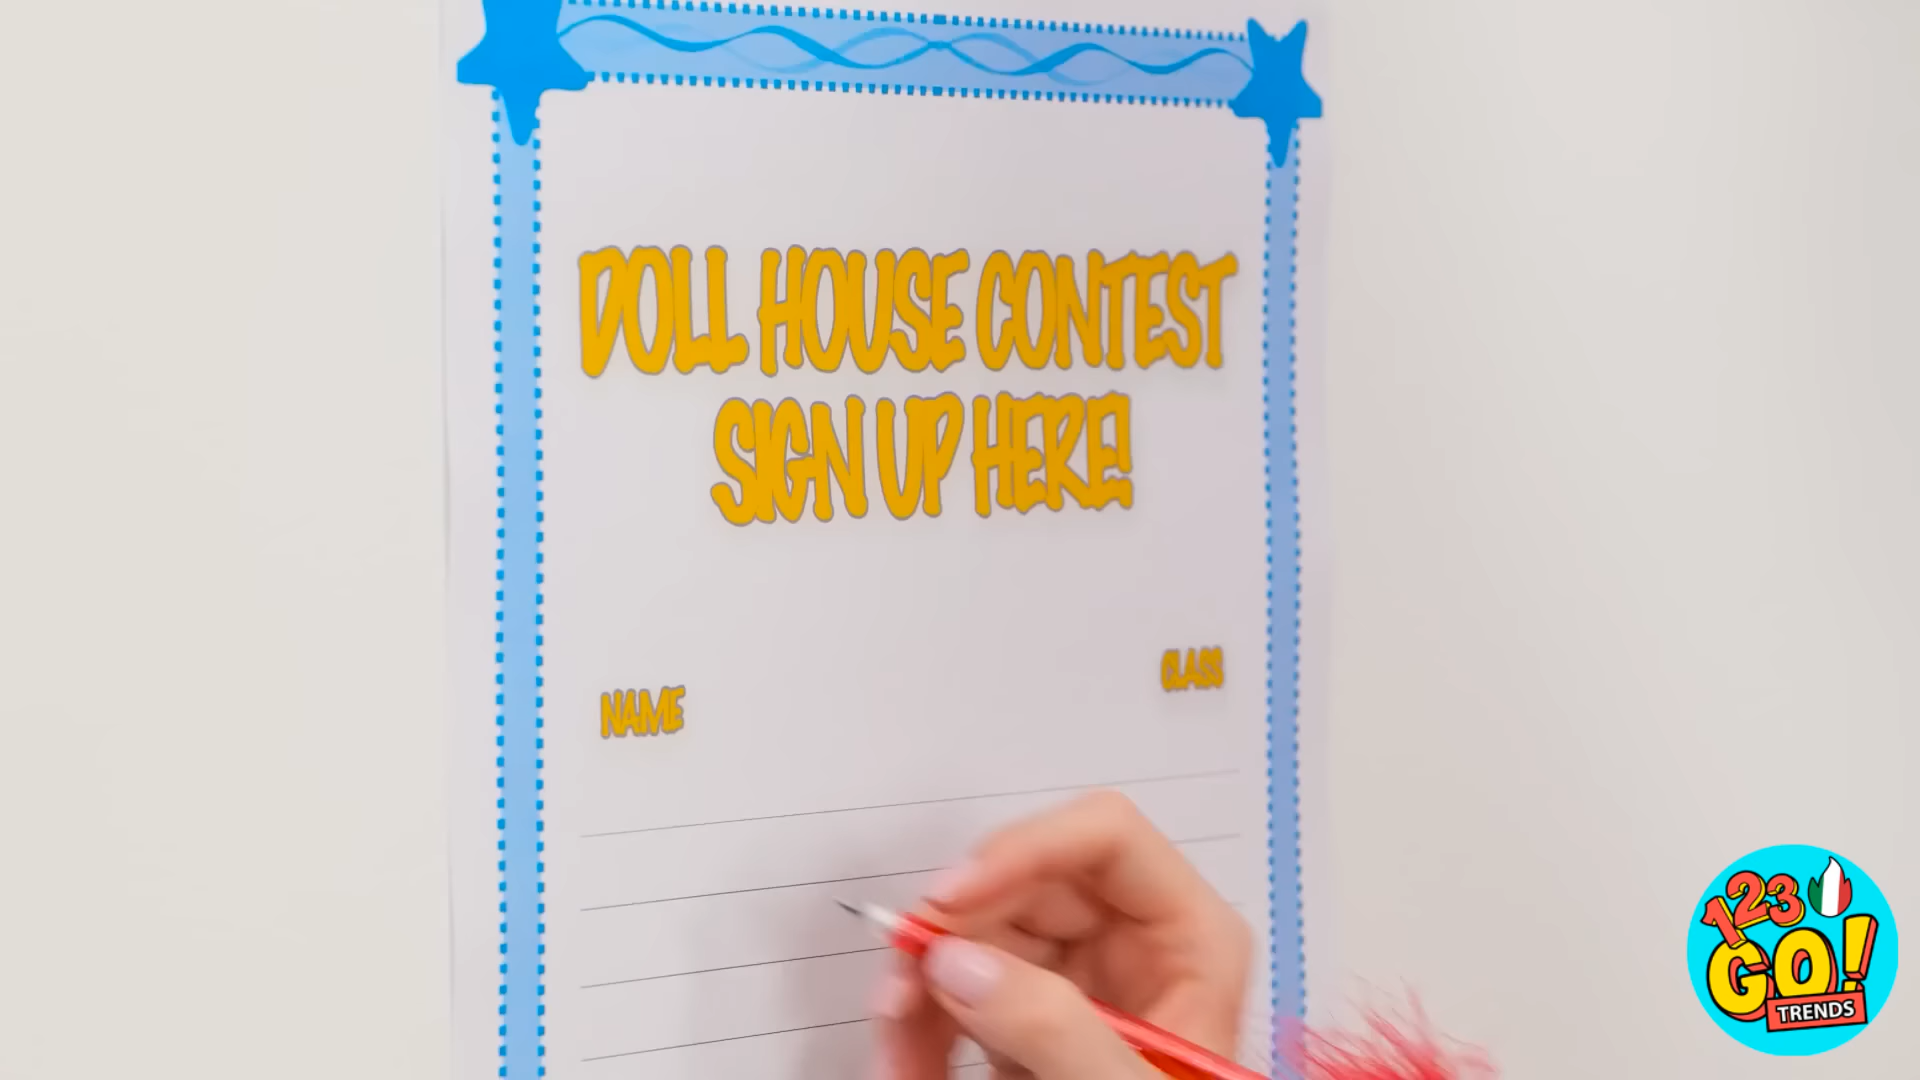 DOLL HOUSE CONTEST
SIGN UP HERE!
NAME
CLASS
123
GO!
TRENDS